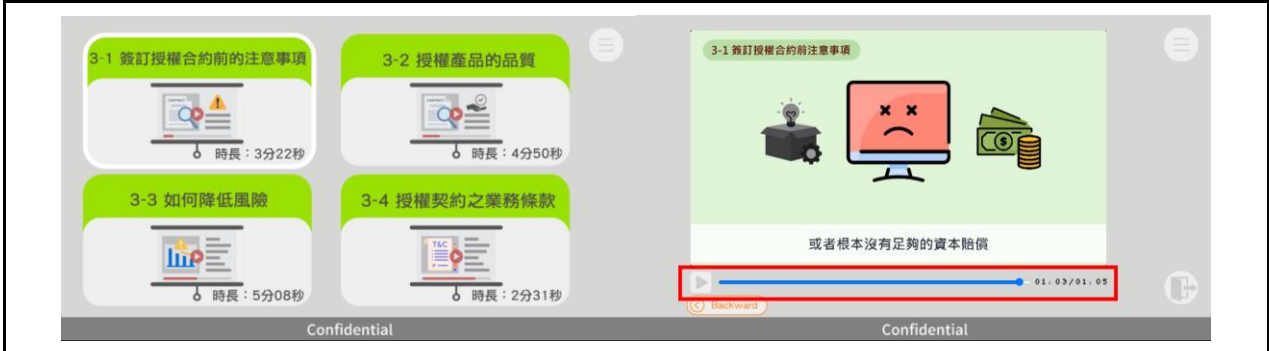 3-1 簽訂授權合約前的注意事項
3-2 授權產品的品質
時長：3分22秒
時長：4分50秒
3-3 如何降低風險
3-4 授權契約之業務條款
T&C
時長：5分08秒
時長：2分31秒
Confidential
3-1 簽訂授權合約前注意事項
或者根本沒有足夠的資本賠償
01:03/01:05
Backward
Confidential